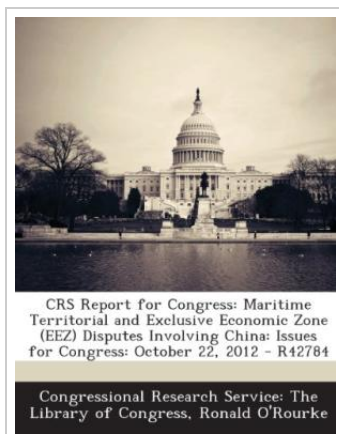 CRS Report for Congress: Maritime
Territorial and Exclusive Economic Zone
(EEZ) Disputes Involving China: Issues
for Congress: October 22, 2012 - R42784
Congressional Research Service: The
Library of Congress, Ronald O'Rourke